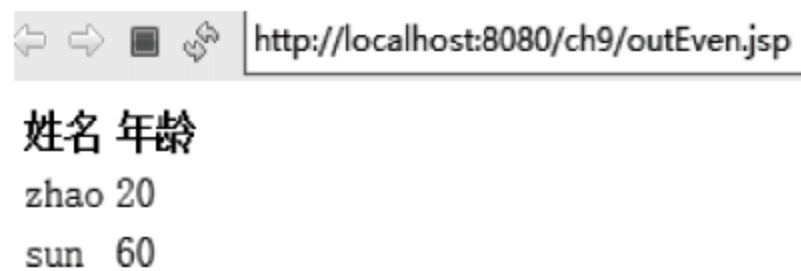 http://localhost:8080/ch9/outEven.jsp
姓名 年龄
zhao 20
sun 60